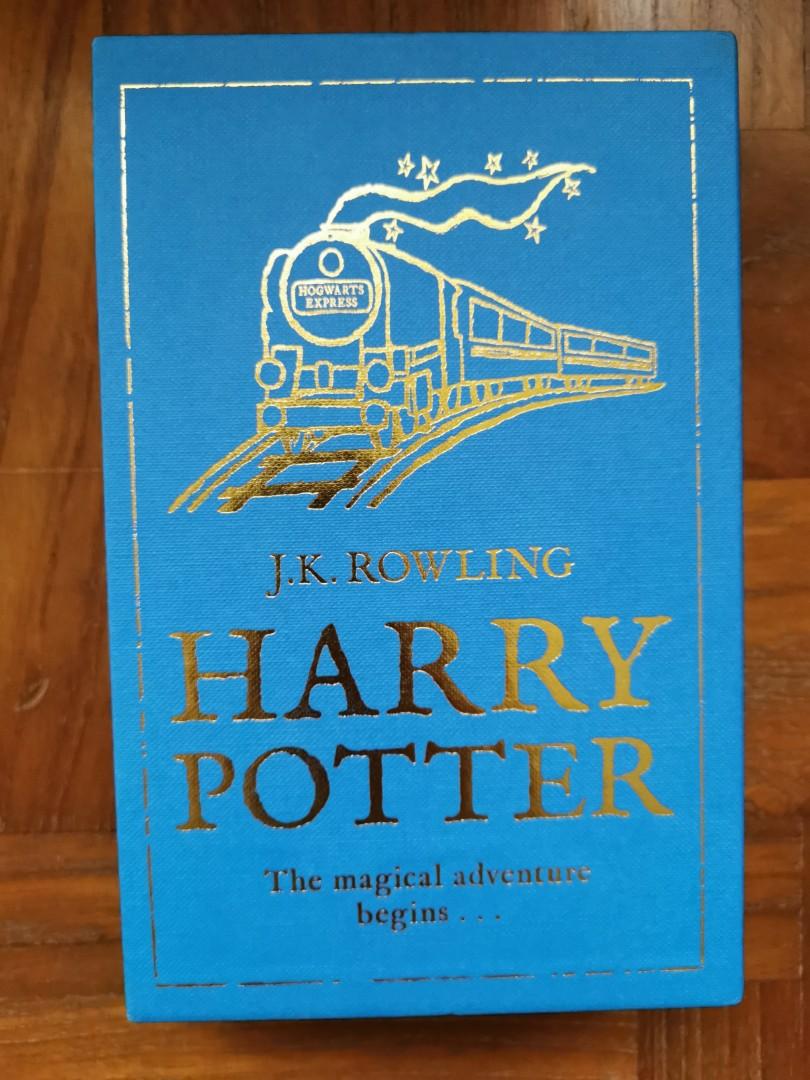 HOGWARTS
EXPRESS
J.K. ROWLING
HARRY
POTTER
The magical adventure
begins . . .